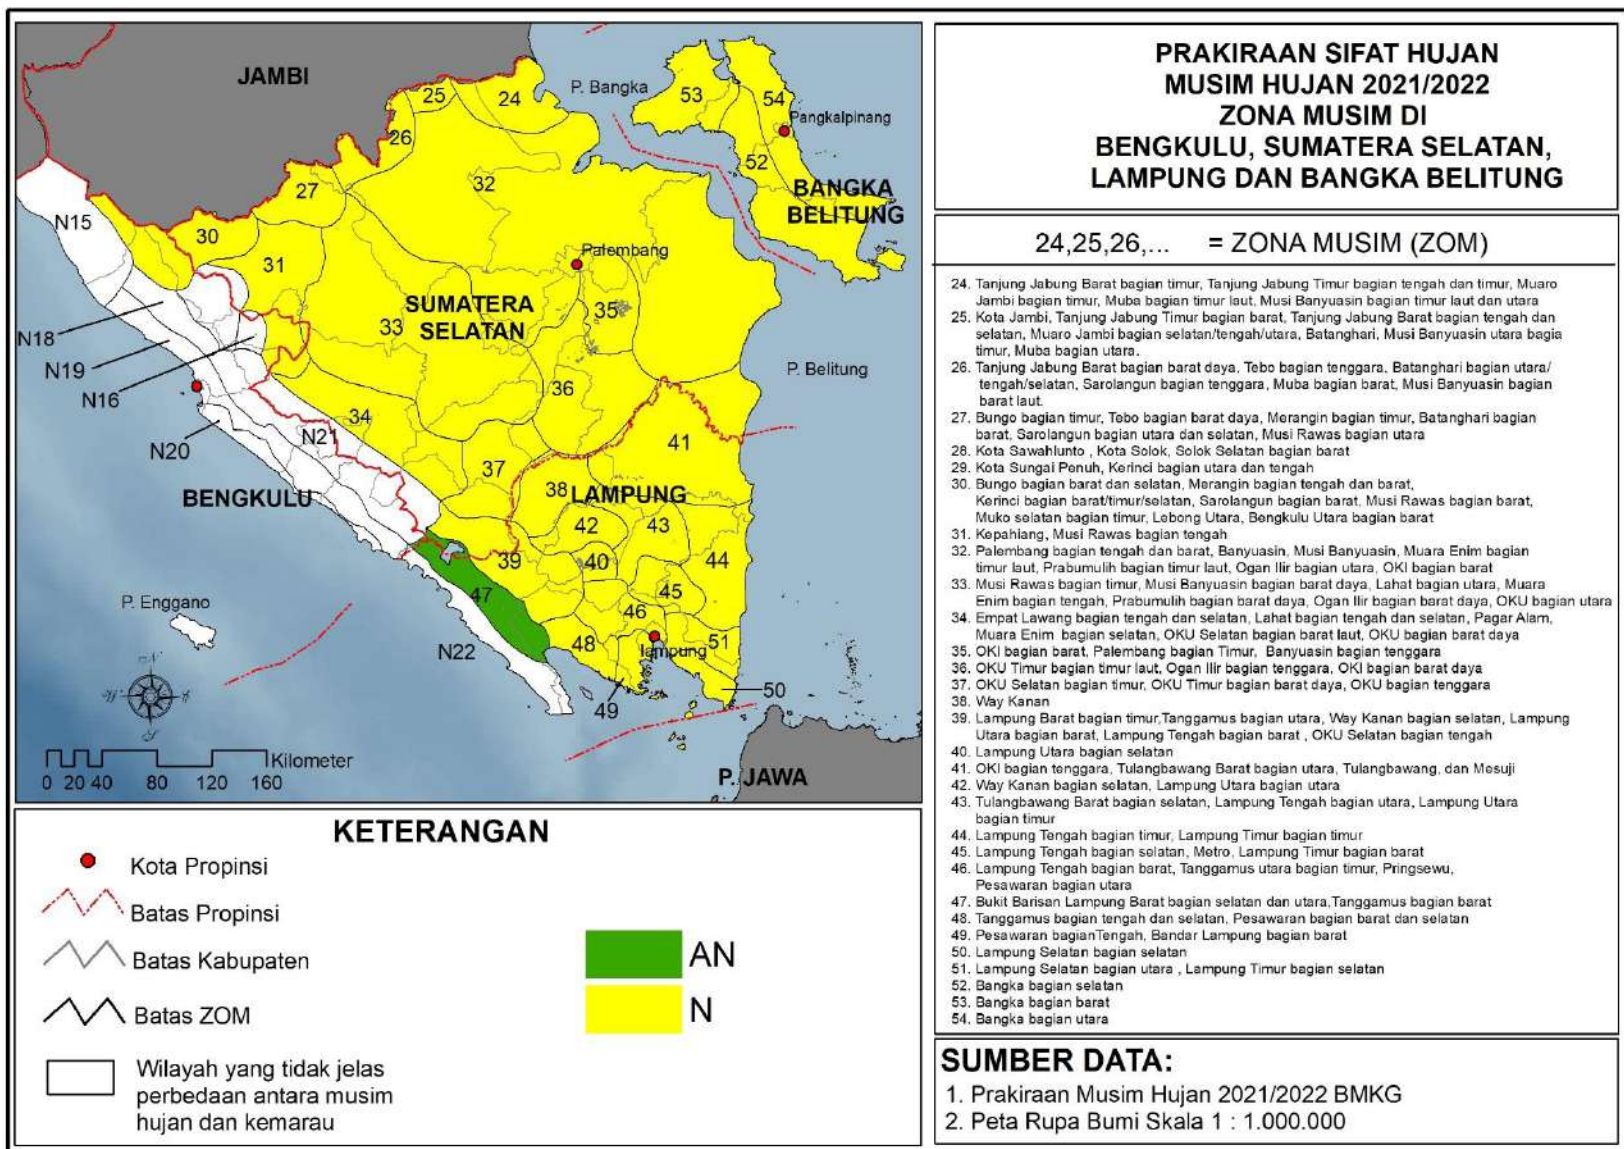 JAMBI
25
24
26
27
32
P. Bangka
53
54
Pangkalpinang
52
BANGKA
BELITUNG
N15
30
31
Palembang
SUMATERA
SELATAN
33
35
N18
N19
N16
N20
34
N21
36
P. Belitung
BENGKULU
37
41
38
LAMPUNG
42
43
39
40
44
47
45
46
P. Enggano
N22
48
lampung
51
49
50
Kilometer
0 20 40 80 120 160
P. JAWA
KETERANGAN
Kota Propinsi
Batas Propinsi
Batas Kabupaten
Batas ZOM
Wilayah yang tidak jelas
perbedaan antara musim
hujan dan kemarau
AN
N
PRAKIRAAN SIFAT HUJAN
MUSIM HUJAN 2021/2022
ZONA MUSIM DI
BENGKULU, SUMATERA SELATAN,
LAMPUNG DAN BANGKA BELITUNG
24,25,26,... = ZONA MUSIM (ZOM)
24. Tanjung Jabung Barat bagian timur, Tanjung Jabung Timur bagian tengah dan timur, Muaro
Jambi bagian timur, Muba bagian timur laut, Musi Banyuasin bagian timur laut dan utara
25. Kota Jambi, Tanjung Jabung Timur bagian barat, Tanjung Jabung Barat bagian tengah dan
selatan, Muaro Jambi bagian selatan/tengah/utara, Batanghari, Musi Banyuasin utara bagia
timur, Muba bagian utara.
26. Tanjung Jabung Barat bagian barat daya, Tebo bagian tenggara, Batanghari bagian utara/
tengah/selatan, Sarolangun bagian tenggara, Muba bagian barat, Musi Banyuasin bagian
barat laut.
27. Bungo bagian timur, Tebo bagian barat daya, Merangin bagian timur, Batanghari bagian
barat, Sarolangun bagian utara dan selatan, Musi Rawas bagian utara
28. Kota Sawahlunto , Kota Solok, Solok Selatan bagian barat
29. Kota Sungai Penuh, Kerinci bagian utara dan tengah
30. Bungo bagian barat dan selatan, Merangin bagian tengah dan barat,
Kerinci bagian barat/timur/selatan, Sarolangun bagian barat, Musi Rawas bagian barat,
Muko selatan bagian timur, Lebong Utara, Bengkulu Utara bagian barat
31. Kepahiang, Musi Rawas bagian tengah
32. Palembang bagian tengah dan barat, Banyuasin, Musi Banyuasin, Muara Enim bagian
timur laut, Prabumulih bagian timur laut, Ogan Ilir bagian utara, OKI bagian barat
33. Musi Rawas bagian timur, Musi Banyuasin bagian barat daya, Lahat bagian utara, Muara
Enim bagian tengah, Prabumulih bagian barat daya, Ogan Ilir bagian barat daya, OKU bagian utara
34. Empat Lawang bagian tengah dan selatan, Lahat bagian tengah dan selatan, Pagar Alam,
Muara Enim bagian selatan, OKU Selatan bagian barat laut, OKU bagian barat daya
35. OKI bagian barat, Palembang bagian Timur, Banyuasin bagian tenggara
36. OKU Timur bagian timur laut, Ogan Ilir bagian tenggara, OKI bagian barat daya
37. OKU Selatan bagian timur, OKU Timur bagian barat daya, OKU bagian tenggara
38. Way Kanan
39. Lampung Barat bagian timur,Tanggamus bagian utara, Way Kanan bagian selatan, Lampung
Utara bagian barat, Lampung Tengah bagian barat , OKU Selatan bagian tengah
40. Lampung Utara bagian selatan
41. OKI bagian tenggara, Tulangbawang Barat bagian utara, Tulangbawang, dan Mesuji
42. Way Kanan bagian selatan, Lampung Utara bagian utara
43. Tulangbawang Barat bagian selatan, Lampung Tengah bagian utara, Lampung Utara
bagian timur
44. Lampung Tengah bagian timur, Lampung Timur bagian timur
45. Lampung Tengah bagian selatan, Metro, Lampung Timur bagian barat
46. Lampung Tengah bagian barat, Tanggamus utara bagian timur, Pringsewu,
Pesawaran bagian utara
47. Bukit Barisan Lampung Barat bagian selatan dan utara,Tanggamus bagian barat
48. Tanggamus bagian tengah dan selatan, Pesawaran bagian barat dan selatan
49. Pesawaran bagianTengah, Bandar Lampung bagian barat
50. Lampung Selatan bagian selatan
51. Lampung Selatan bagian utara , Lampung Timur bagian selatan
52. Bangka bagian selatan
53. Bangka bagian barat
54. Bangka bagian utara
SUMBER DATA:
1. Prakiraan Musim Hujan 2021/2022 BMKG
2. Peta Rupa Bumi Skala 1 : 1.000.000